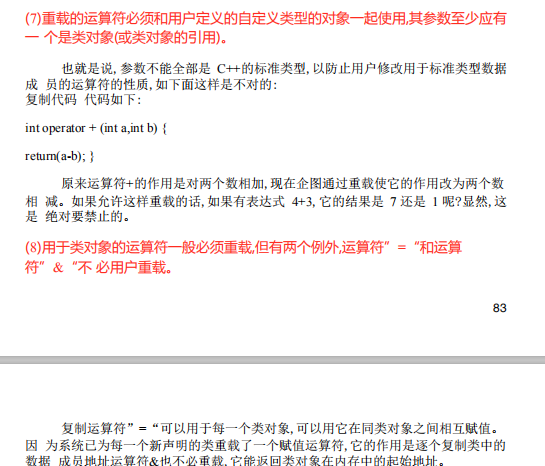 (7)重载的运算符必须和用户定义的自定义类型的对象一起使用,其参数至少应有
一 个是类对象(或类对象的引用)。
也就是说,参数不能全部是 C++的标准类型,以防止用户修改用于标准类型数据
成 员的运算符的性质,如下面这样是不对的:
复制代码 代码如下:
int operator + (int a,int b) {
return(a-b); }
原来运算符+的作用是对两个数相加,现在企图通过重载使它的作用改为两个数
相 减。如果允许这样重载的话,如果有表达式 4+3,它的结果是 7 还是 1 呢?显然,这
是 绝对要禁止的。
(8)用于类对象的运算符一般必须重载,但有两个例外,运算符”=“和运算
符”&“不 必用户重载。
83
复制运算符”=“可以用于每一个类对象,可以用它在同类对象之间相互赋值。
因 为系统已为每一个新声明的类重载了一个赋值运算符,它的作用是逐个复制类中的
数据 成员地址运算符&也不必重载,它能返回类对象在内存中的起始地址。